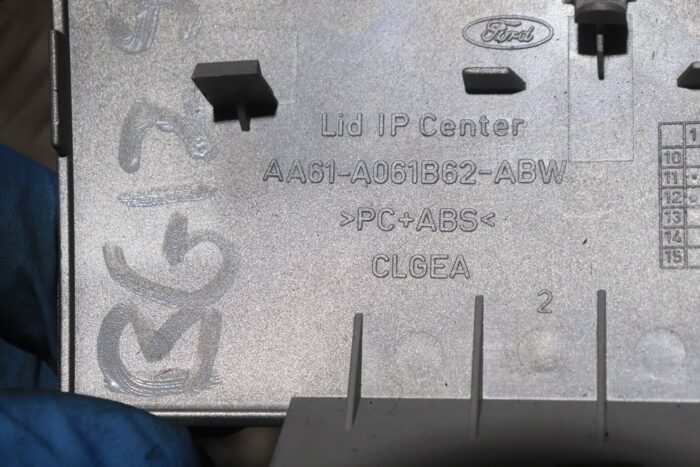 Ford
Lid IP Center
AA61-A061B62-ABW
>PC+ABS<
CLGEA
2
1
10
11
12
13
14
15